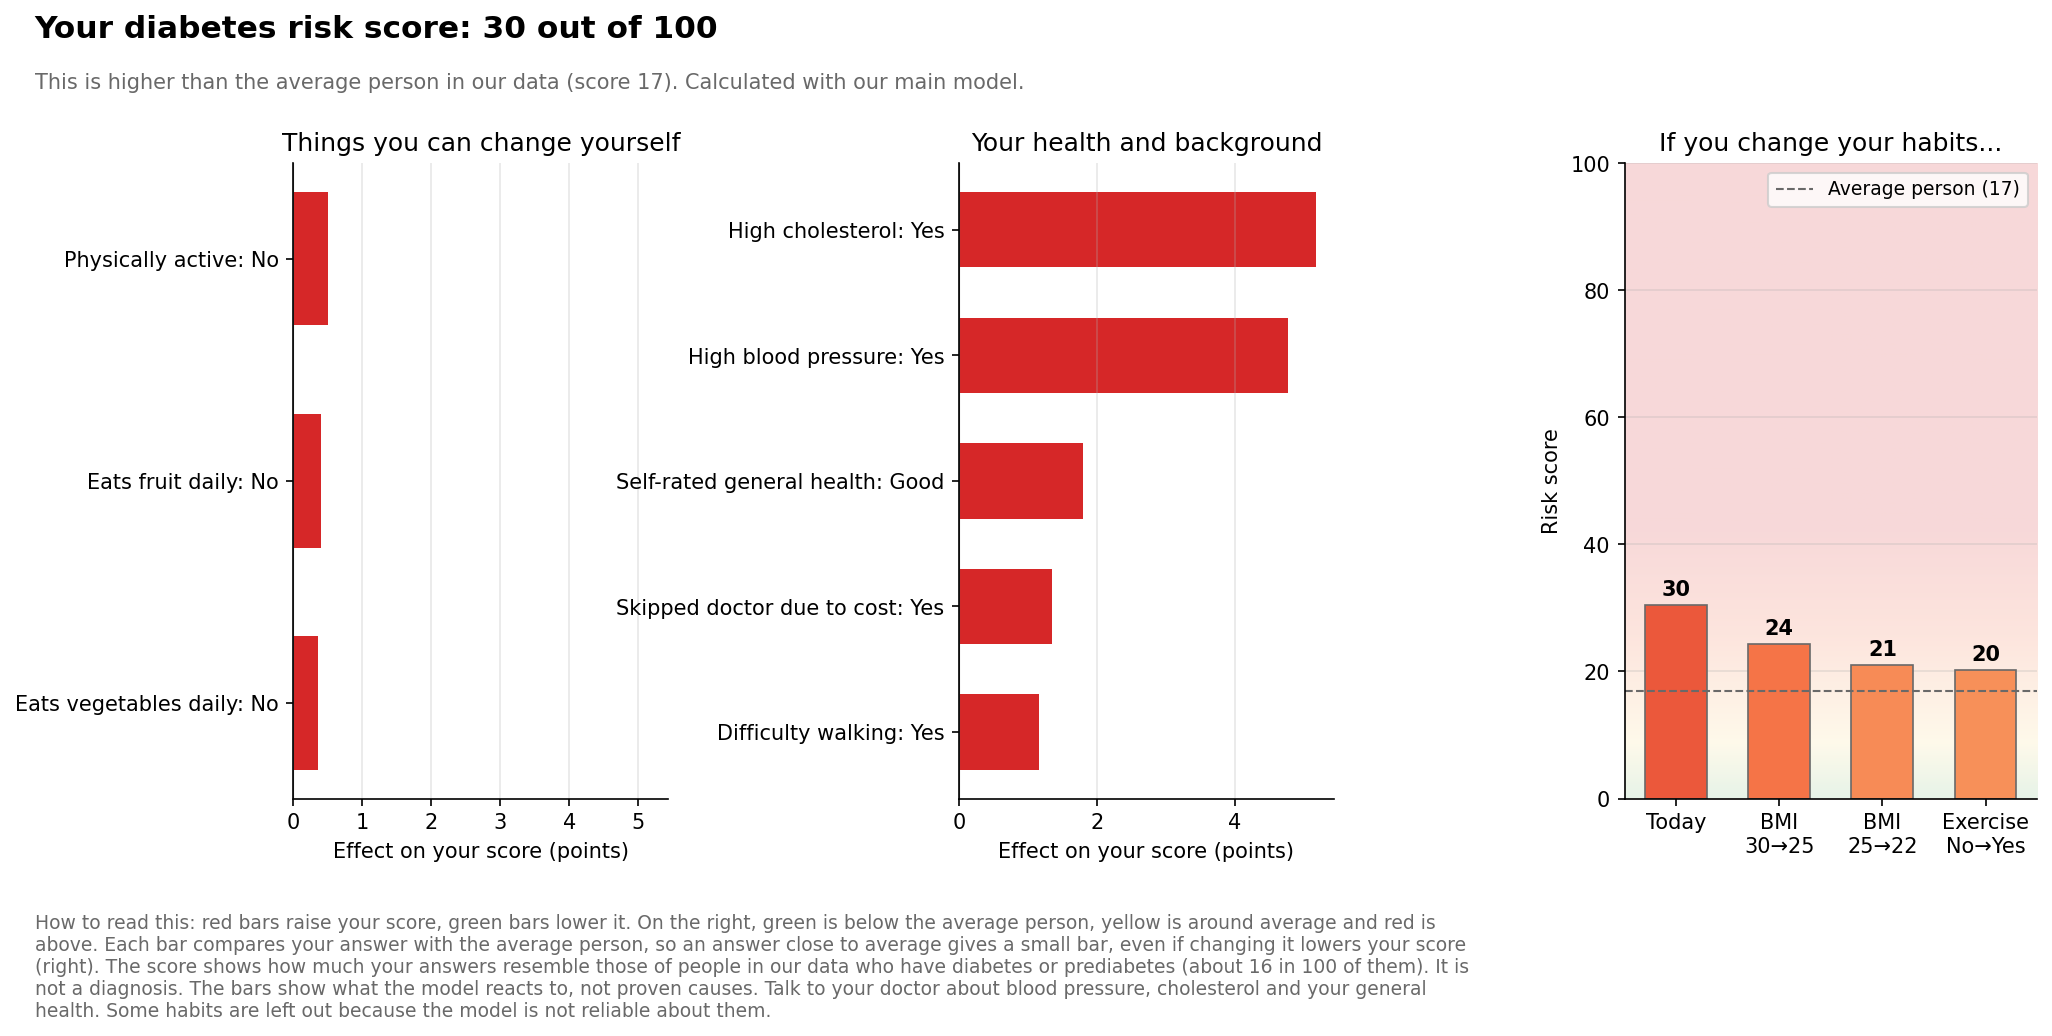 Your diabetes risk score: 30 out of 100
This is higher than the average person in our data (score 17). Calculated with our main model.
Things you can change yourself
Physically active: No
Eats fruit daily: No
Eats vegetables daily: No
0 1 2 3 4 5
Effect on your score (points)
Your health and background
High cholesterol: Yes
High blood pressure: Yes
Self-rated general health: Good
Skipped doctor due to cost: Yes
Difficulty walking: Yes
0 2 4
Effect on your score (points)
If you change your habits...
Average person (17)
Risk score
100
80
60
40
20
0
30 24 21 20
Today BMI BMI Exercise
30→25 25→22 No→Yes
How to read this: red bars raise your score, green bars lower it. On the right, green is below the average person, yellow is around average and red is
above. Each bar compares your answer with the average person, so an answer close to average gives a small bar, even if changing it lowers your score
(right). The score shows how much your answers resemble those of people in our data who have diabetes or prediabetes (about 16 in 100 of them). It is
not a diagnosis. The bars show what the model reacts to, not proven causes. Talk to your doctor about blood pressure, cholesterol and your general
health. Some habits are left out because the model is not reliable about them.